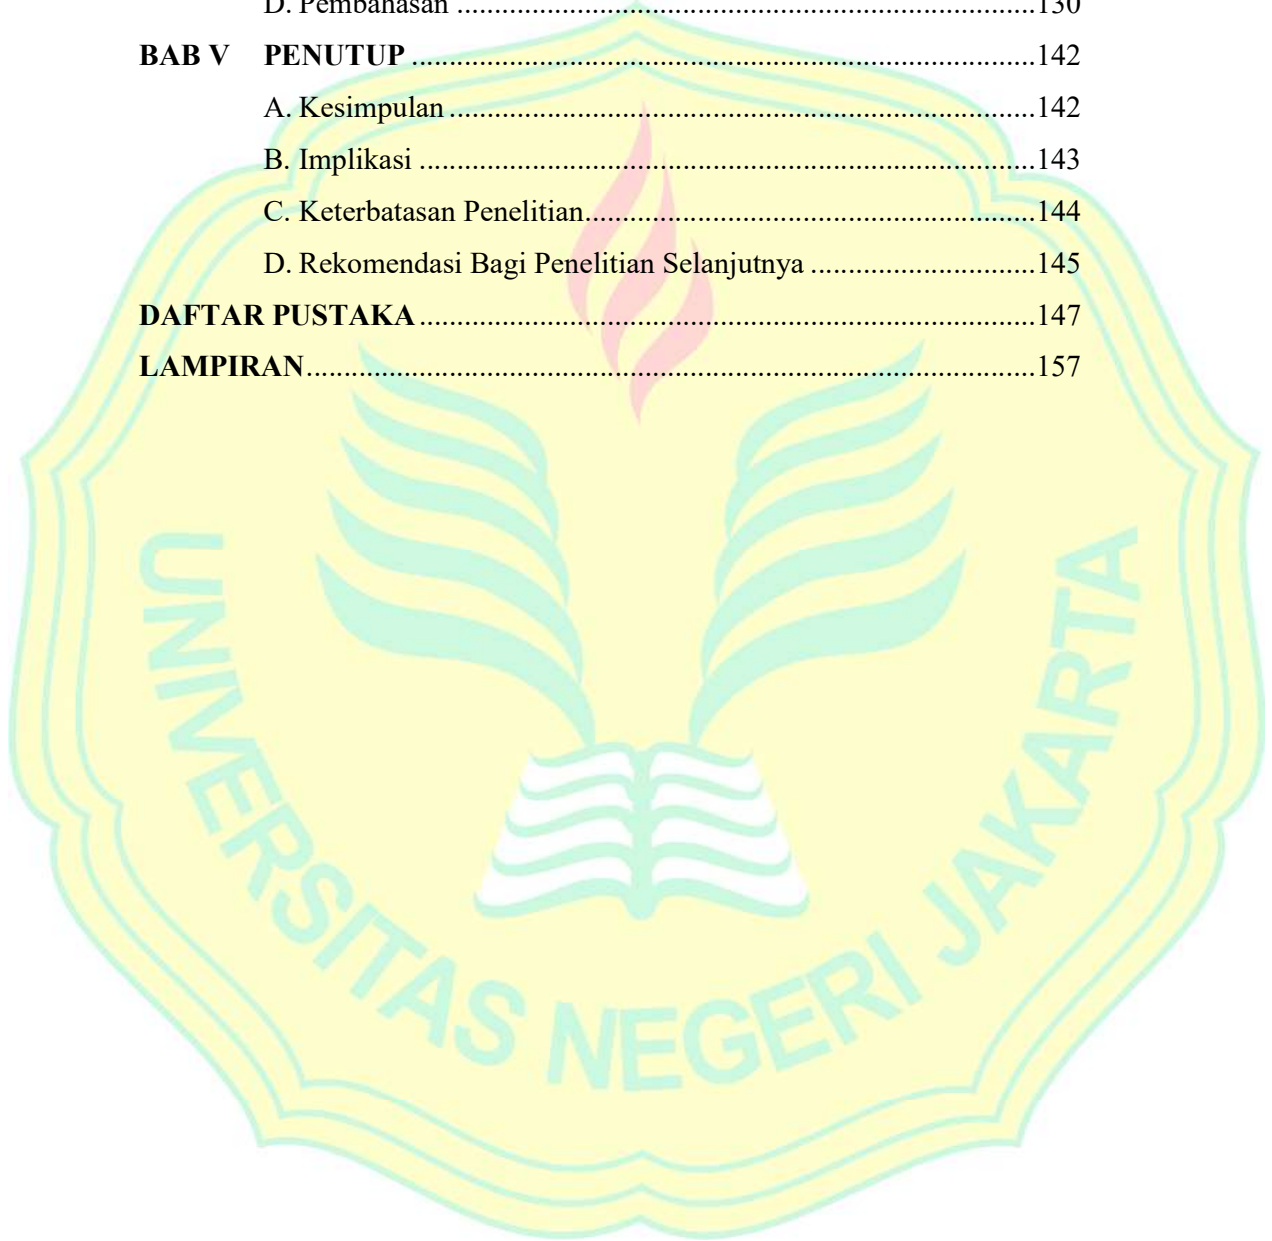 D. Pembahasan ............................................................................130
BAB V PENUTUP ..................................................................................142
A. Kesimpulan .............................................................................142
B. Implikasi .................................................................................143
C. Keterbatasan Penelitian...........................................................144
D. Rekomendasi Bagi Penelitian Selanjutnya ..............................145
DAFTAR PUSTAKA .................................................................................147
LAMPIRAN................................................................................................157
UNIVERSITAS NEGERI JAKARTA